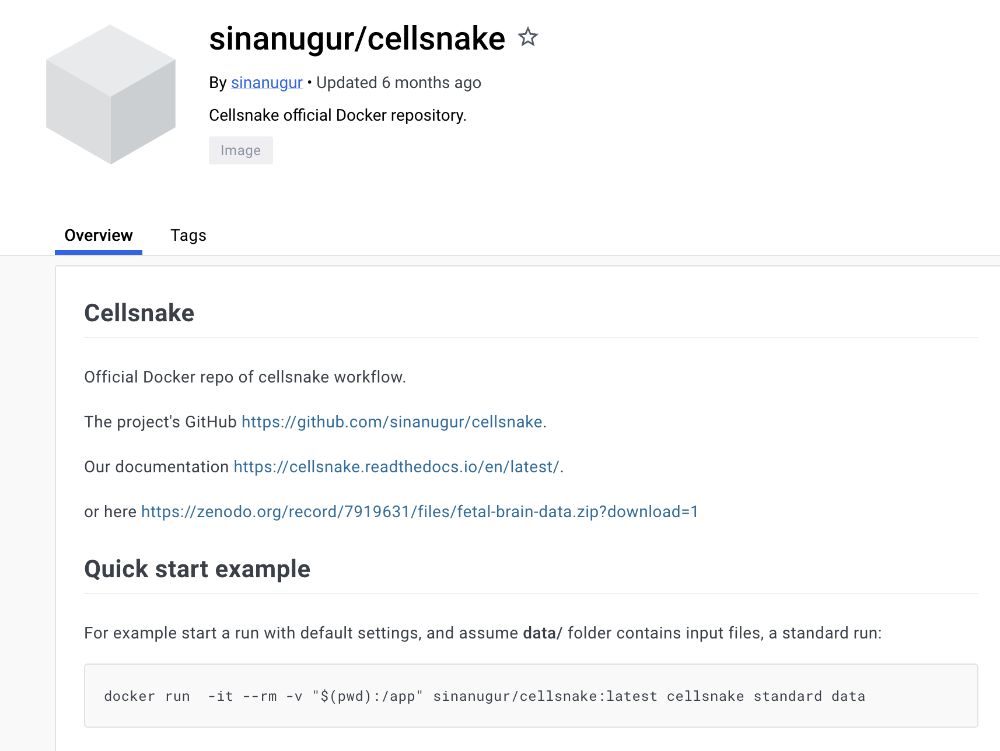 sinanugur/cellsnake
By sinanugur • Updated 6 months ago
Cellsnake official Docker repository.
Image
Overview Tags
Cellsnake
Official Docker repo of cellsnake workflow.
The project's GitHub https://github.com/sinanugur/cellsnake.
Our documentation https://cellsnake.readthedocs.io/en/latest/.
or here https://zenodo.org/record/7919631/files/fetal-brain-data.zip?download=1
Quick start example
For example start a run with default settings, and assume data/ folder contains input files, a standard run:
docker run  -it --rm -v "$(pwd):/app" sinanugur/cellsnake:latest cellsnake standard data